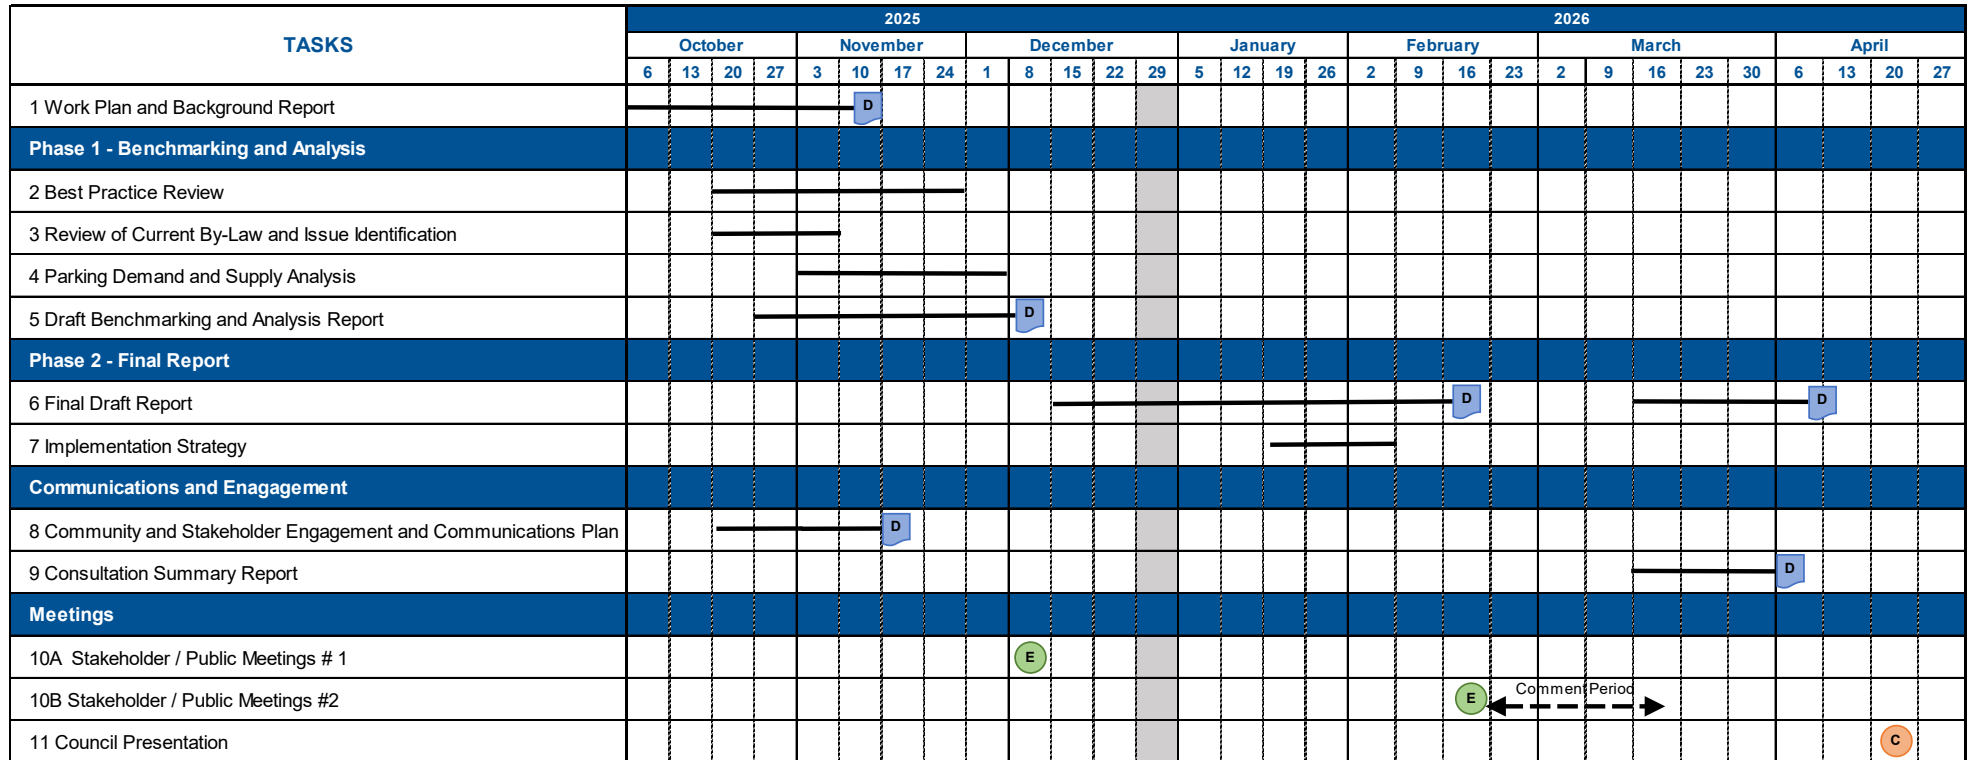 2025 2026
TASKS
October November December January February March April
6 13 20 27 3 10 17 24 1 8 15 22 29 5 12 19 26 2 9 16 23 2 9 16 23 30 6 13 20 27
1 Work Plan and Background Report D
Phase 1 - Benchmarking and Analysis
2 Best Practice Review
3 Review of Current By-Law and Issue Identification
4 Parking Demand and Supply Analysis
5 Draft Benchmarking and Analysis Report D
Phase 2 - Final Report
6 Final Draft Report D D
7 Implementation Strategy
Communications and Enagagement
8 Community and Stakeholder Engagement and Communications Plan D
9 Consultation Summary Report D
Meetings
10A Stakeholder / Public Meetings # 1 E
10B Stakeholder / Public Meetings #2 E Comment Period
11 Council Presentation C